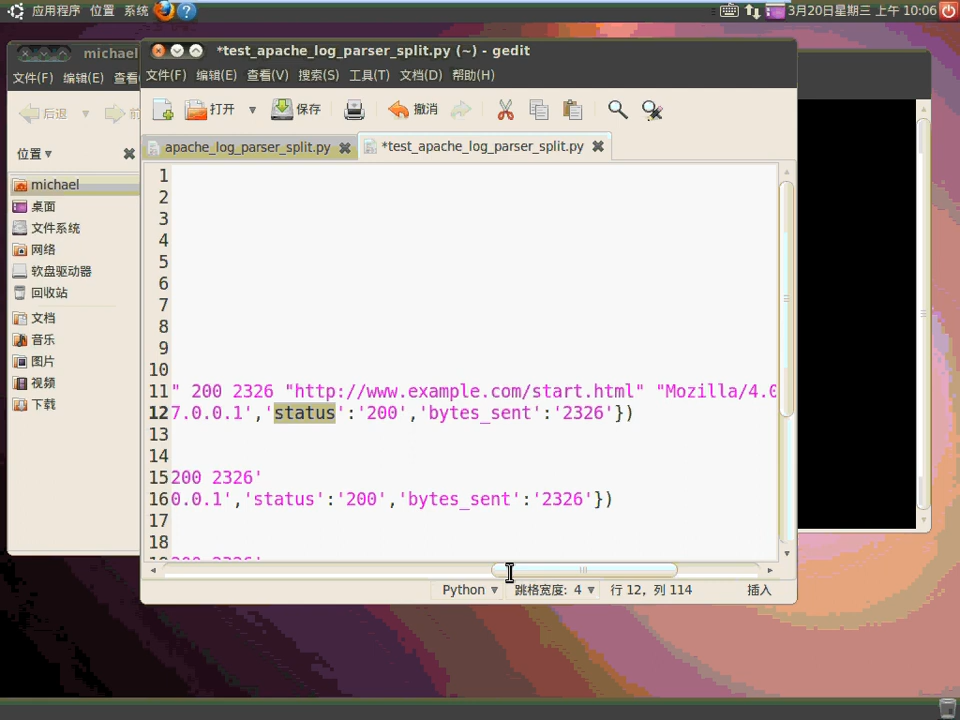 应用程序 位置 系统
3月20日星期三 上午 10:06
michael
文件(F) 编辑(E) 查看
后退
位置
michael
桌面
文件系统
网络
软盘驱动器
回收站
文档
音乐
图片
视频
下载
*test_apache_log_parser_split.py (~) - gedit
文件(F) 编辑(E) 查看(V) 搜索(S) 工具(T) 文档(D) 帮助(H)
打开 保存 撤消
apache_log_parser_split.py *test_apache_log_parser_split.py
1
2
3
4
5
6
7
8
9
10
11 " 200 2326 "http://www.example.com/start.html" "Mozilla/4.0
12 7.0.0.1','status':'200','bytes_sent':'2326'})
13
14
15 200 2326'
16 0.0.1','status':'200','bytes_sent':'2326'})
17
18
Python 跳格宽度: 4 行 12, 列 114 插入